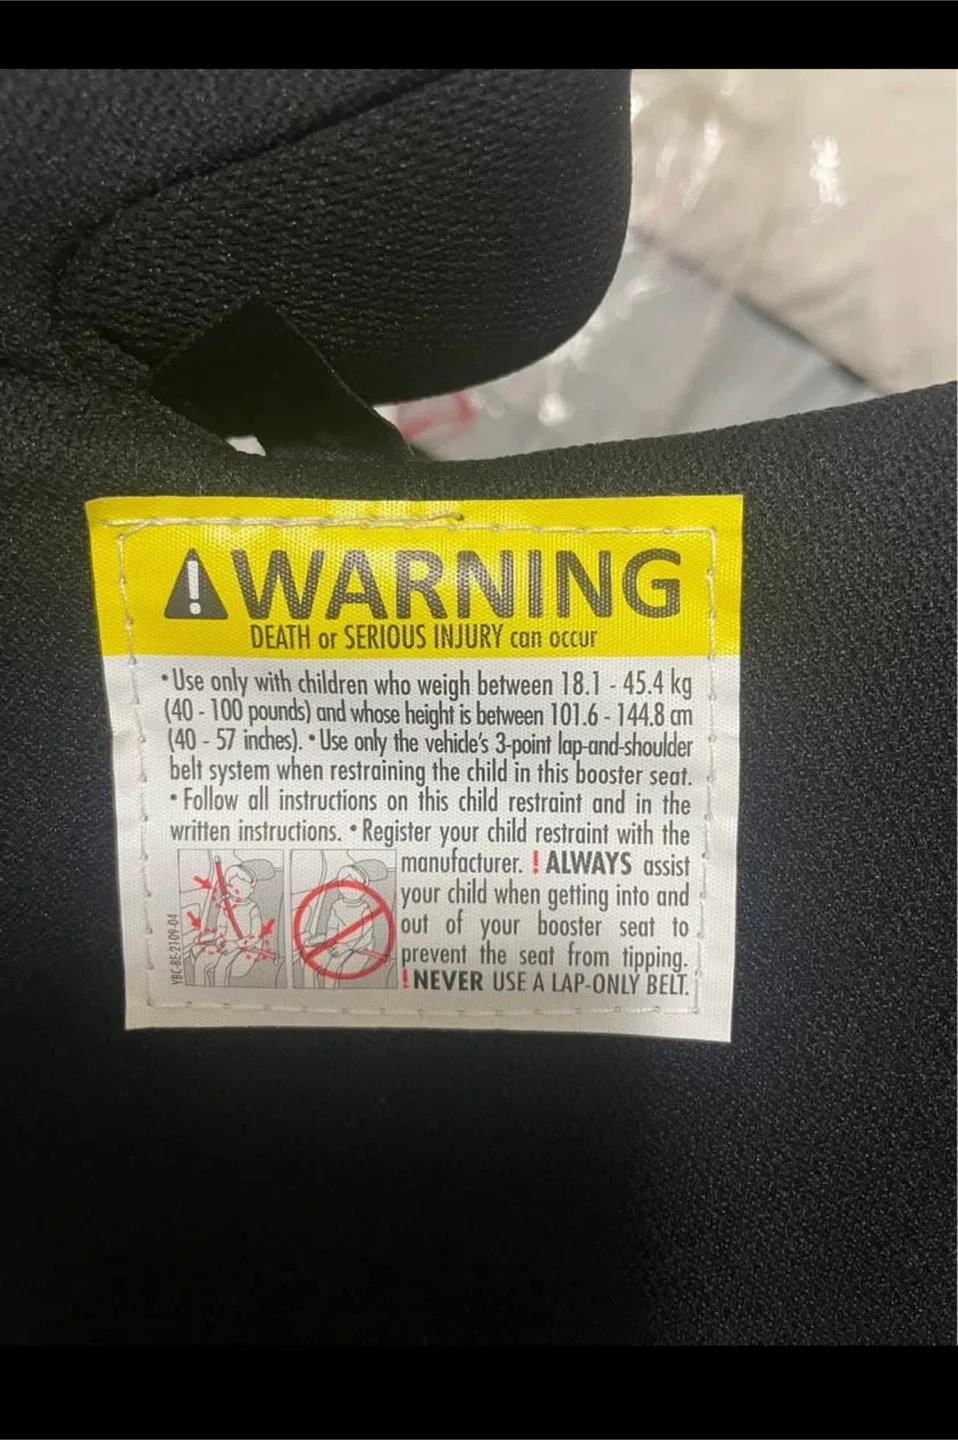 WARNING
DEATH or SERIOUS INJURY can occur
•Use only with children who weigh between 18.1 - 45.4 kg
(40 - 100 pounds) and whose height is between 101.6 - 144.8 cm
(40 - 57 inches). •Use only the vehicle's 3-point lap-and-shoulder
belt system when restraining the child in this booster seat.
•Follow all instructions on this child restraint and in the
written instructions. •Register your child restraint with the
manufacturer. ! ALWAYS assist
your child when getting into and
out of your booster seat to
prevent the seat from tipping.
! NEVER USE A LAP-ONLY BELT.
YBC-BE-2109-04